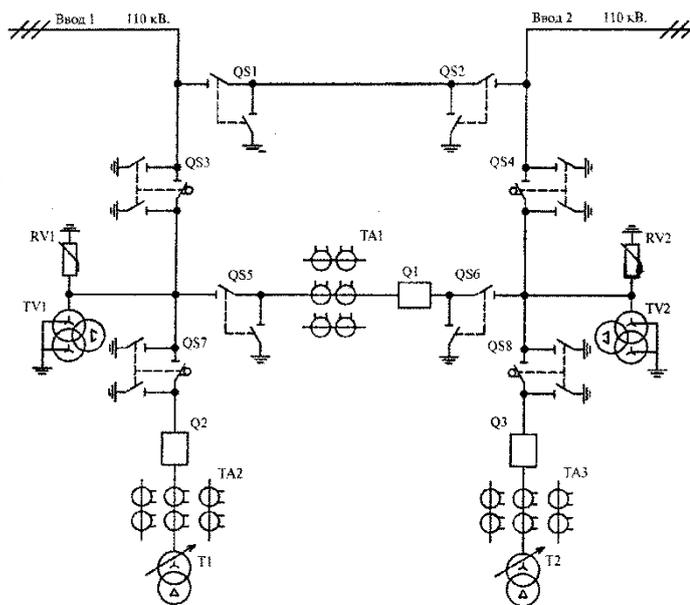 Ввод 1 110 кВ.
Ввод 2 110 кВ.
QS1
QS2
QS3
QS4
RV1
TA1
RV2
QS5
Q1
QS6
TV1
TV2
QS7
QS8
Q2
Q3
TA2
TA3
T1
T2